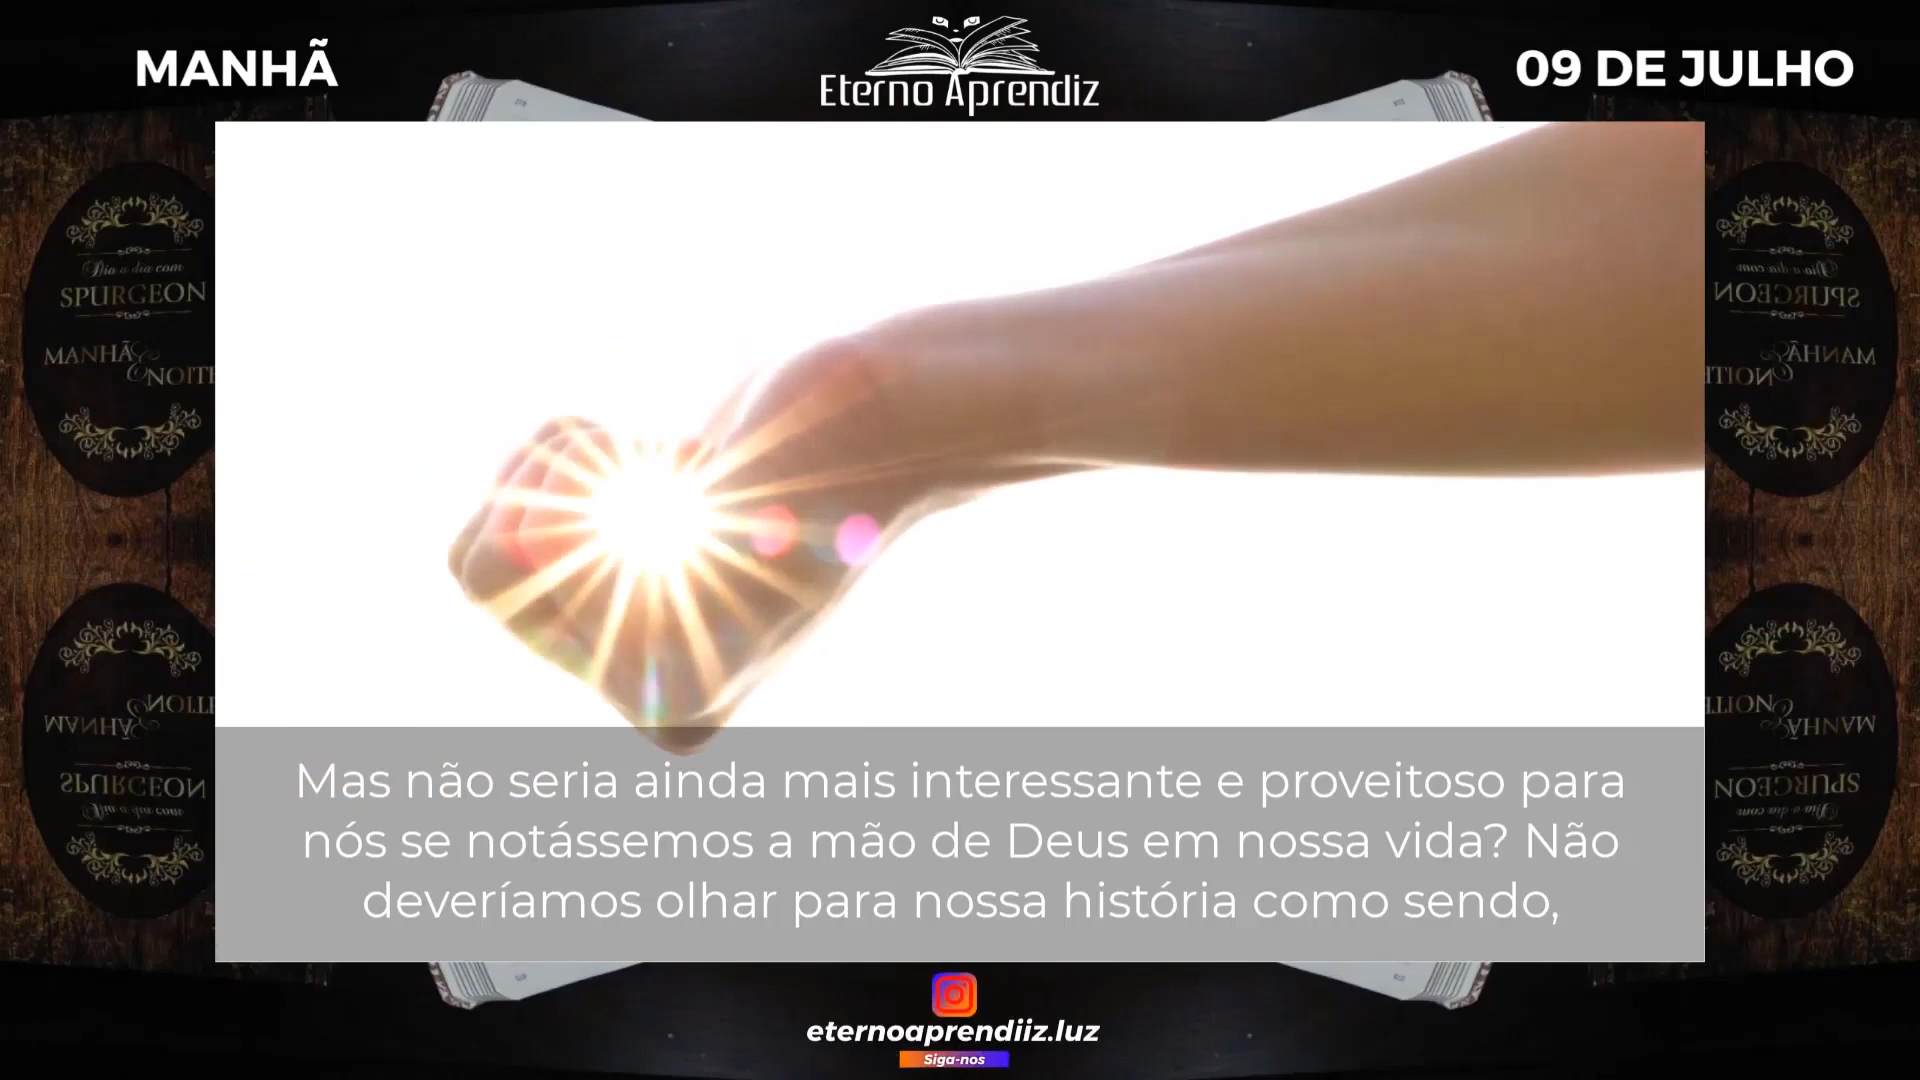 MANHÃ
Eterno Aprendiz
09 DE JULHO
Dia a dia com
SPURGEON
MANHÃ &
NOITE
Mas não seria ainda mais interessante e proveitoso para
nós se notássemos a mão de Deus em nossa vida? Não
deveríamos olhar para nossa história como sendo,
eternoaprendiiz.luz
Siga-nos